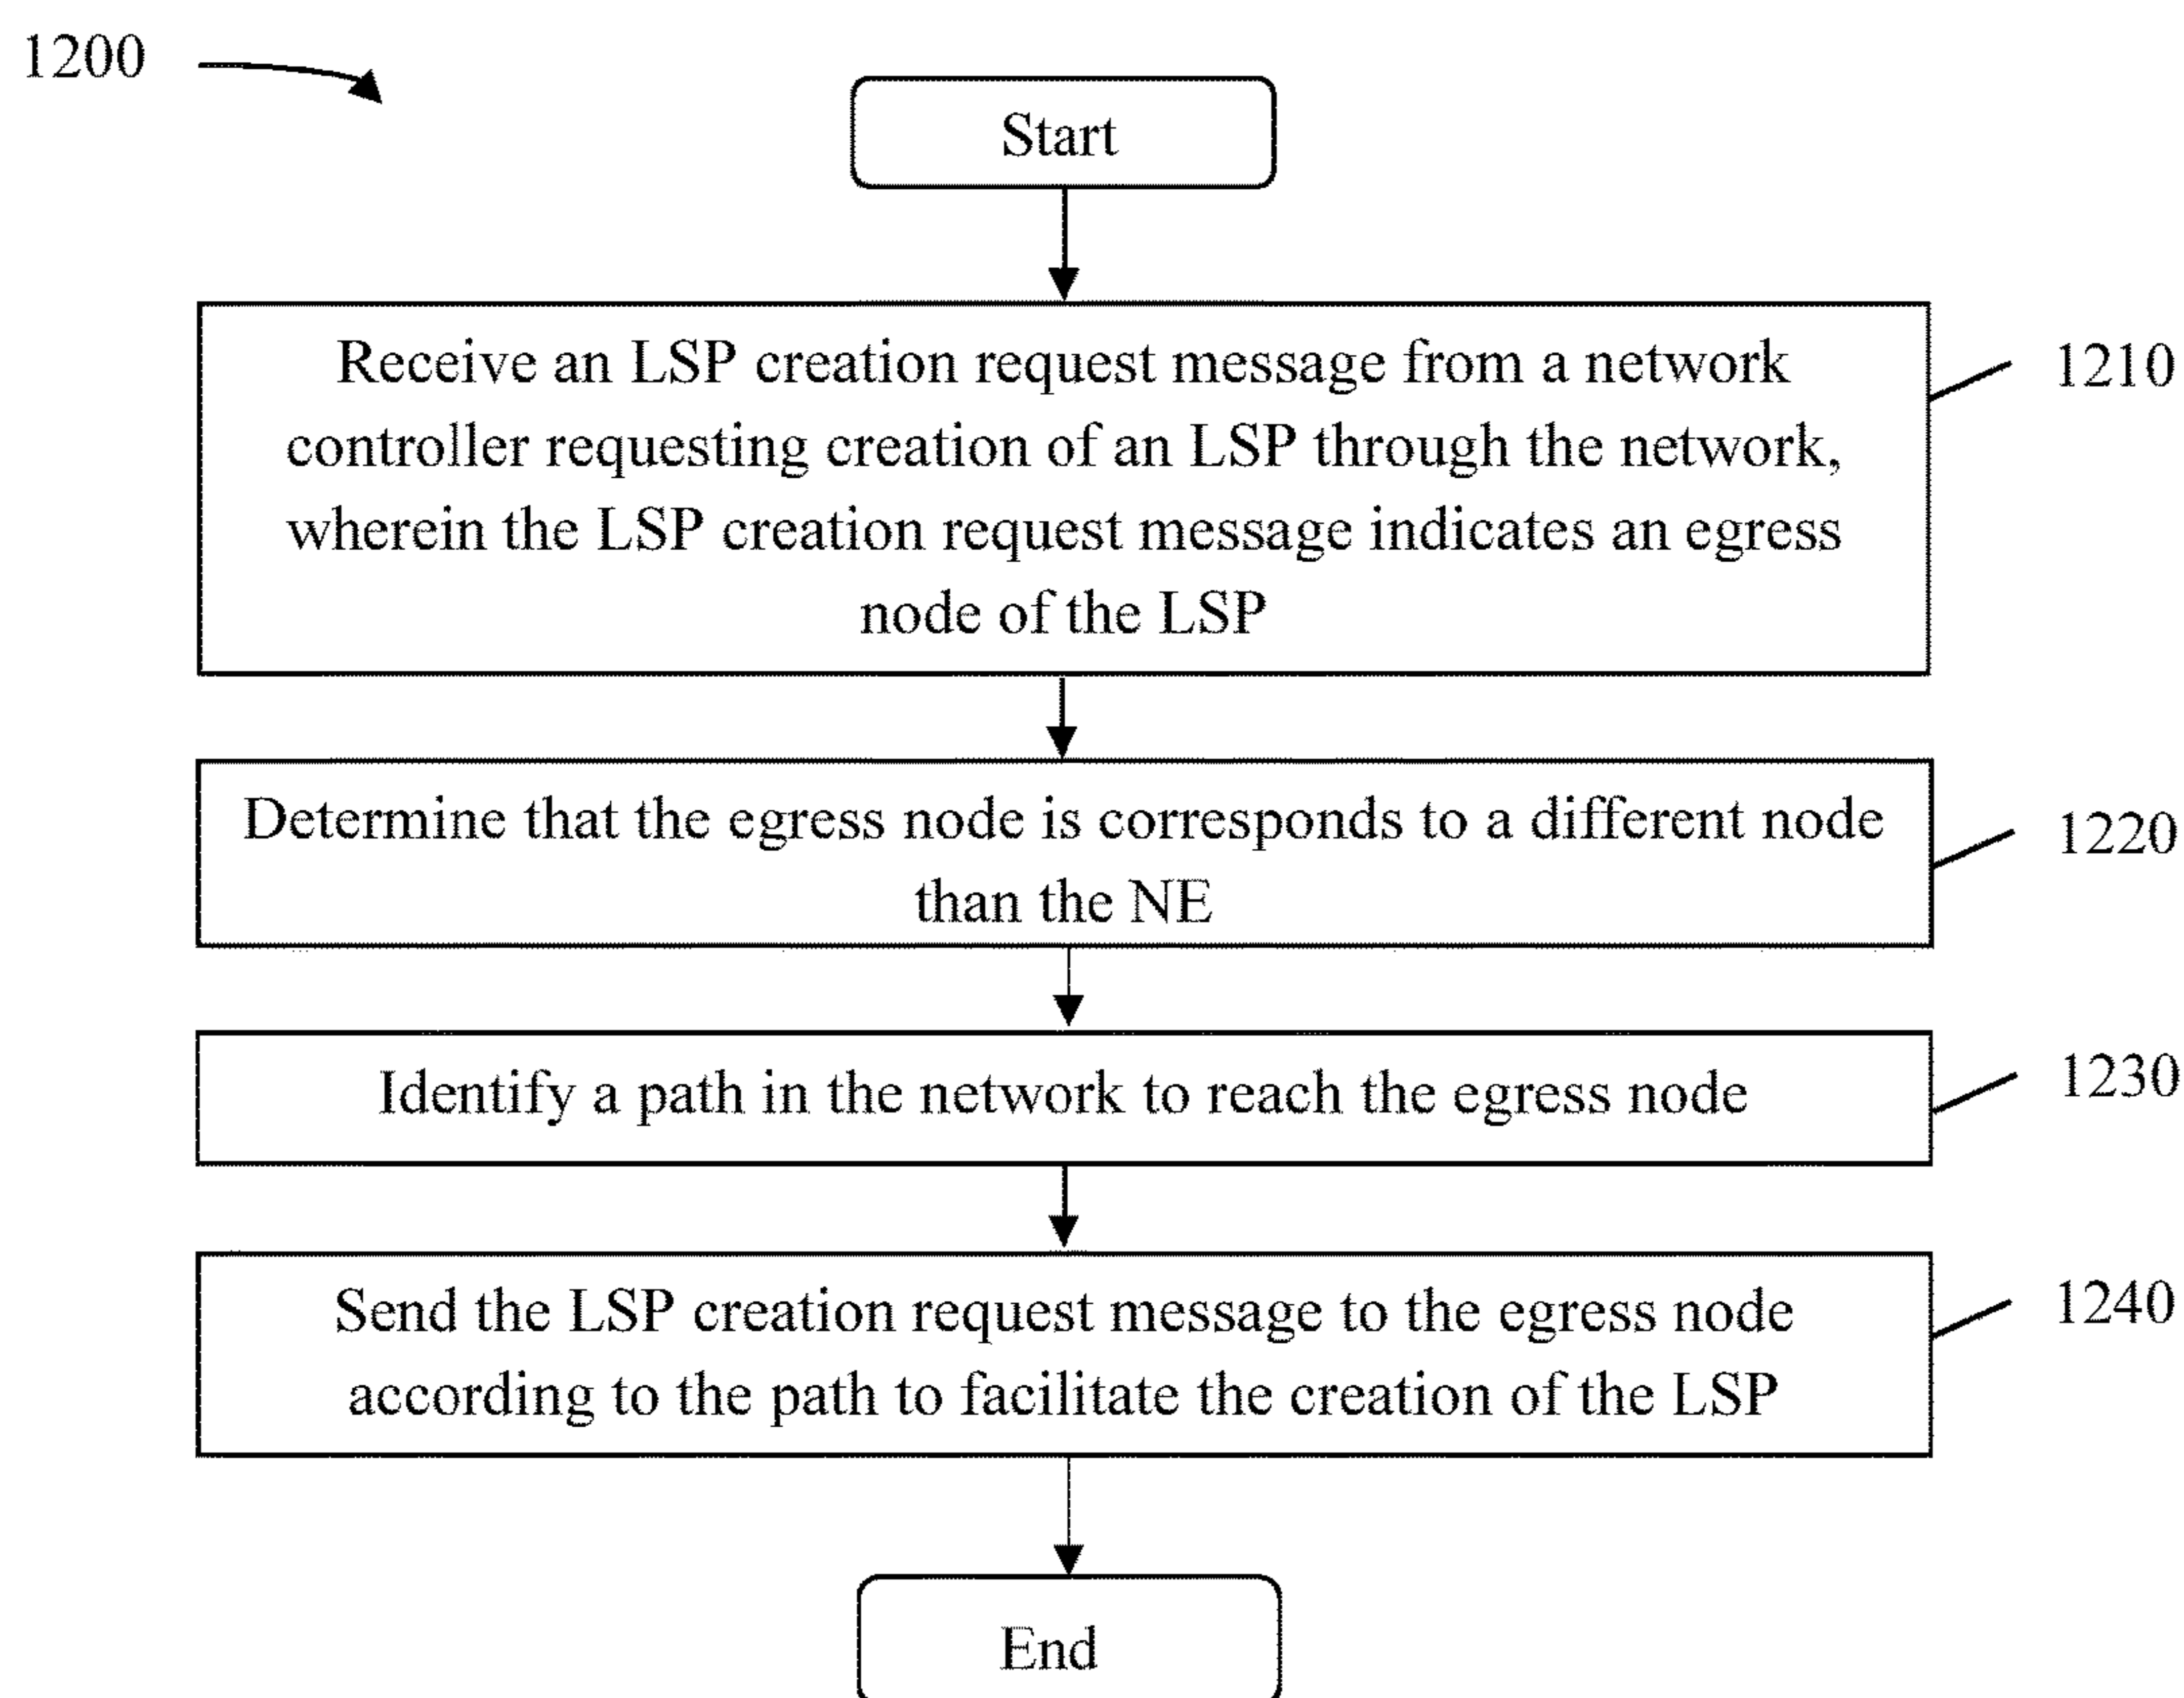 1200
Start
Receive an LSP creation request message from a network
controller requesting creation of an LSP through the network,
wherein the LSP creation request message indicates an egress
node of the LSP
1210
Determine that the egress node is corresponds to a different node
than the NE
1220
Identify a path in the network to reach the egress node
1230
Send the LSP creation request message to the egress node
according to the path to facilitate the creation of the LSP
1240
End